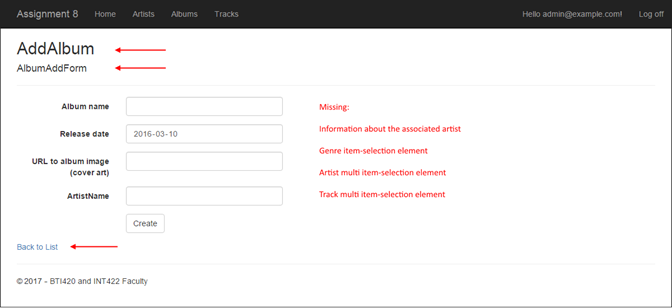 Assignment 8 Home Artists Albums Tracks Hello admin@example.com! Log off
AddAlbum
AlbumAddForm
Album name
Missing:
Information about the associated artist
Release date 2016-03-10
Genre item-selection element
URL to album image
(cover art)
Artist multi item-selection element
ArtistName
Track multi item-selection element
Create
Back to List
© 2017 - BTI420 and INT422 Faculty